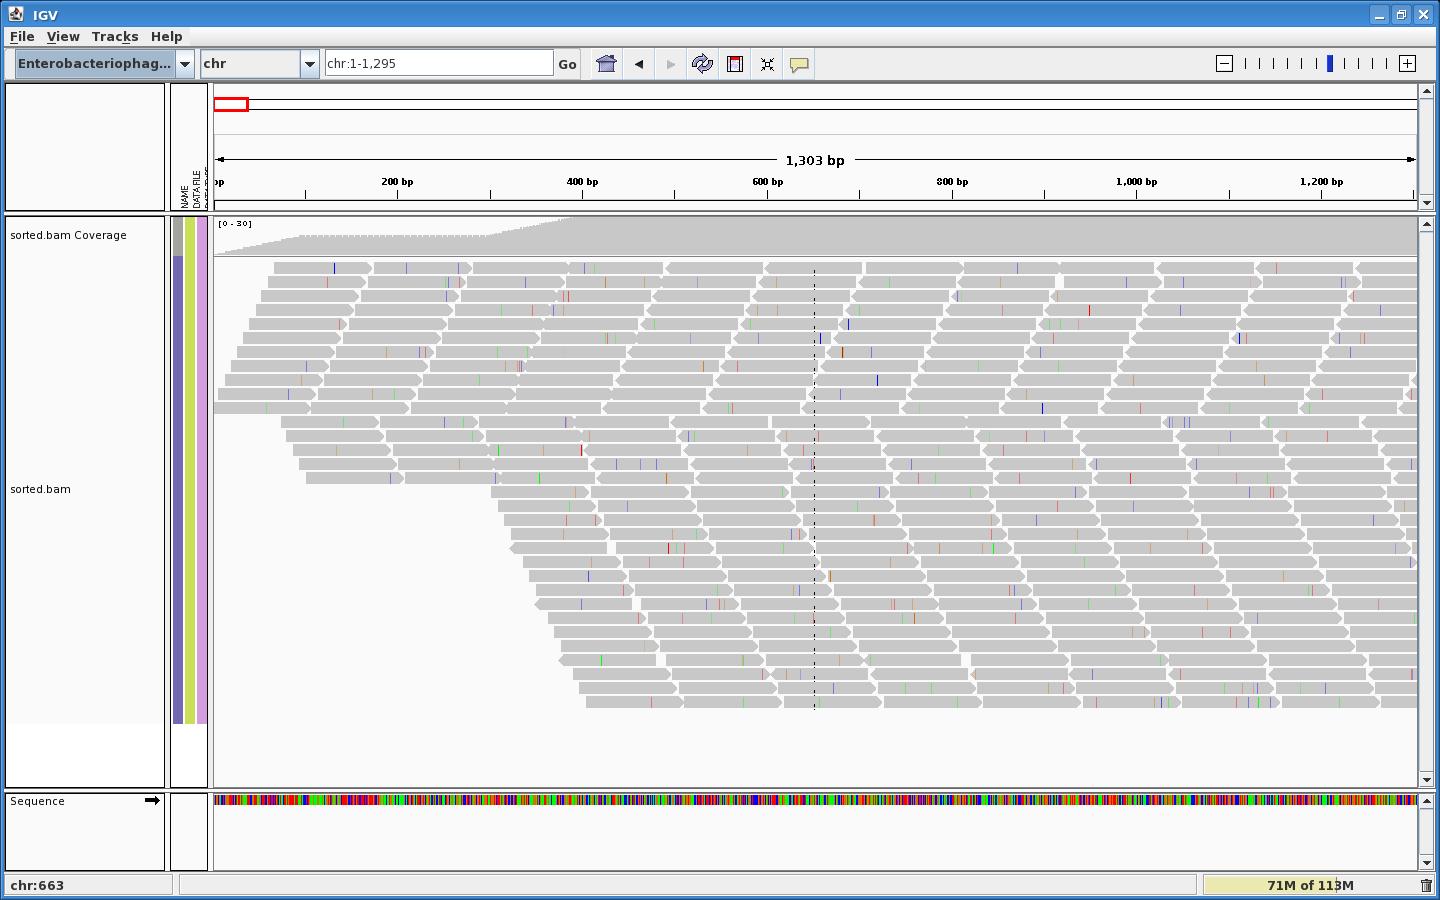 IGV
File View Tracks Help
Enterobacteriophag... chr chr:1-1,295 Go
1,303 bp
NAME
DATA FILE
bp 200 bp 400 bp 600 bp 800 bp 1,000 bp 1,200 bp
[0 - 30]
sorted.bam Coverage
sorted.bam
Sequence
chr:663 71M of 113M